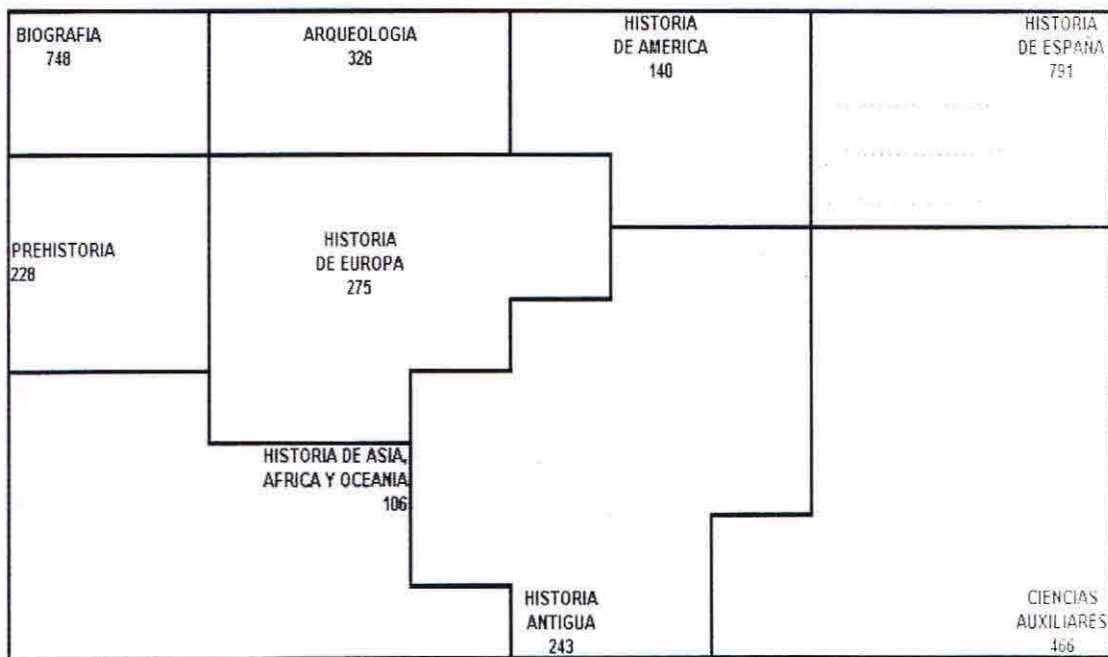 BIOGRAFIA
748
ARQUEOLOGIA
326
HISTORIA
DE AMERICA
140
HISTORIA
DE ESPAÑA
791
PREHISTORIA
228
HISTORIA
DE EUROPA
275
HISTORIA DE ASIA,
AFRICA Y OCEANIA
106
HISTORIA
ANTIGUA
243
CIENCIAS
AUXILIARES
466